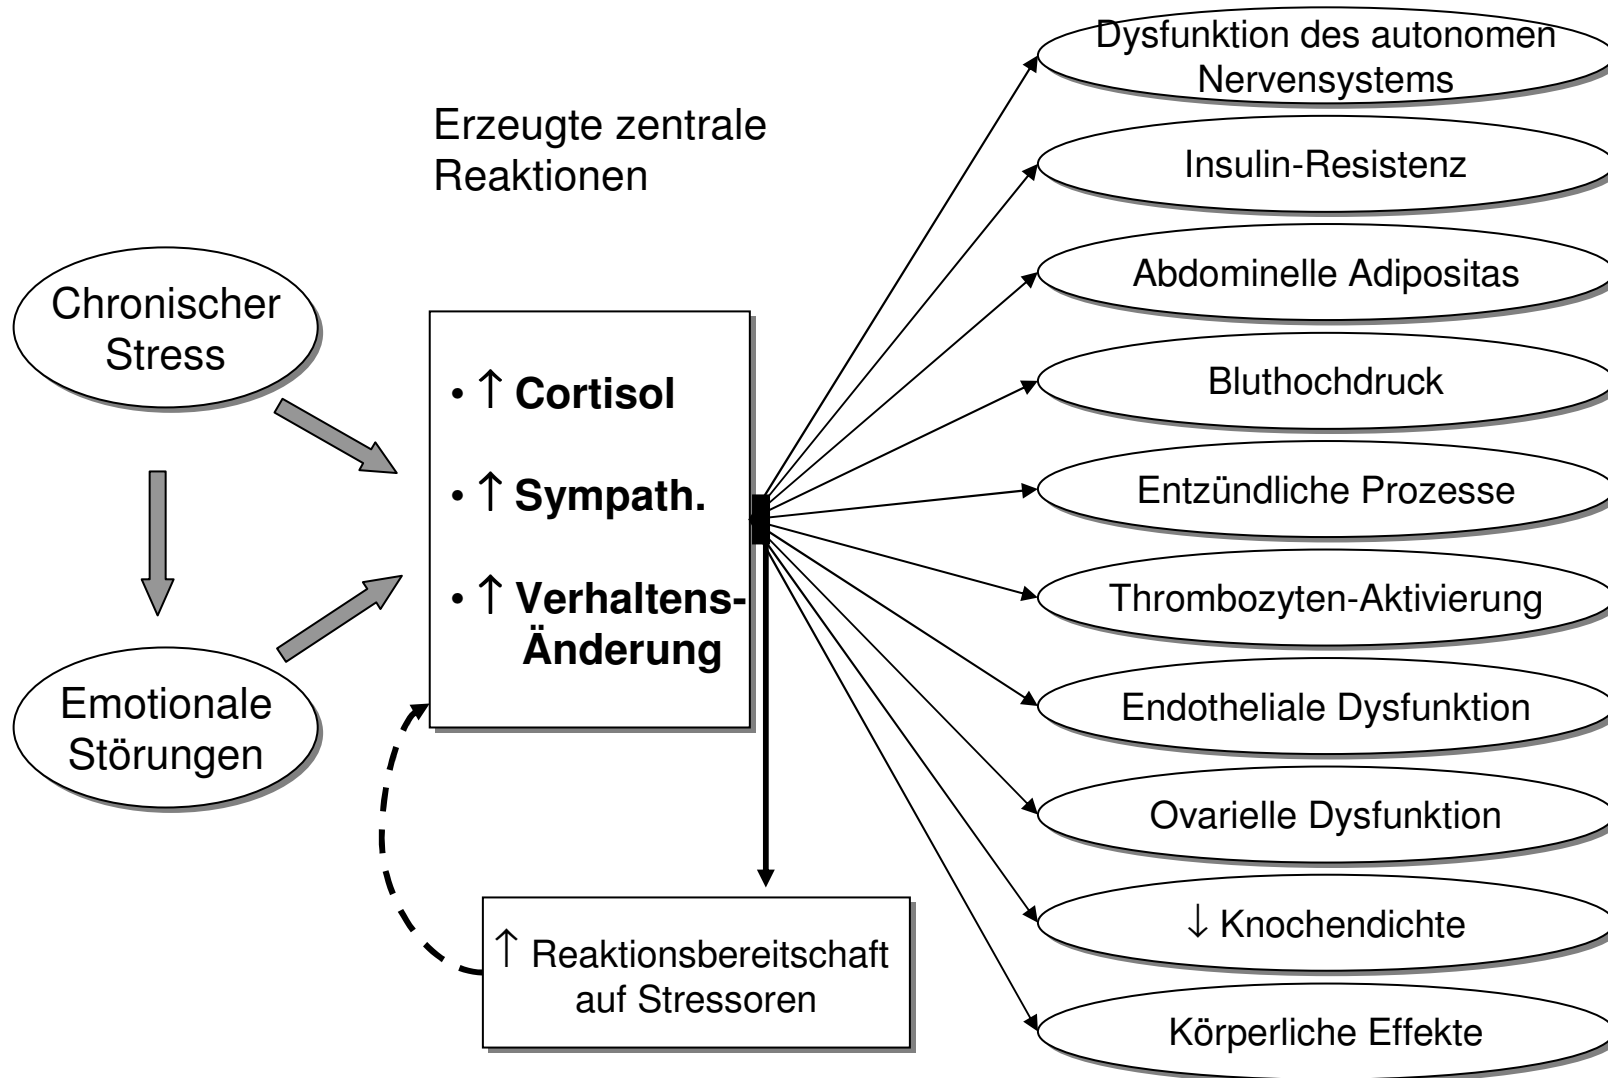 Erzeugte zentrale
Reaktionen
Chronischer
Stress
Emotionale
Störungen
• ↑ Cortisol
• ↑ Sympath.
• ↑ Verhaltens-
Änderung
↑ Reaktionsbereitschaft
auf Stressoren
Dysfunktion des autonomen
Nervensystems
Insulin-Resistenz
Abdominelle Adipositas
Bluthochdruck
Entzündliche Prozesse
Thrombozyten-Aktivierung
Endotheliale Dysfunktion
Ovarielle Dysfunktion
↓ Knochendichte
Körperliche Effekte